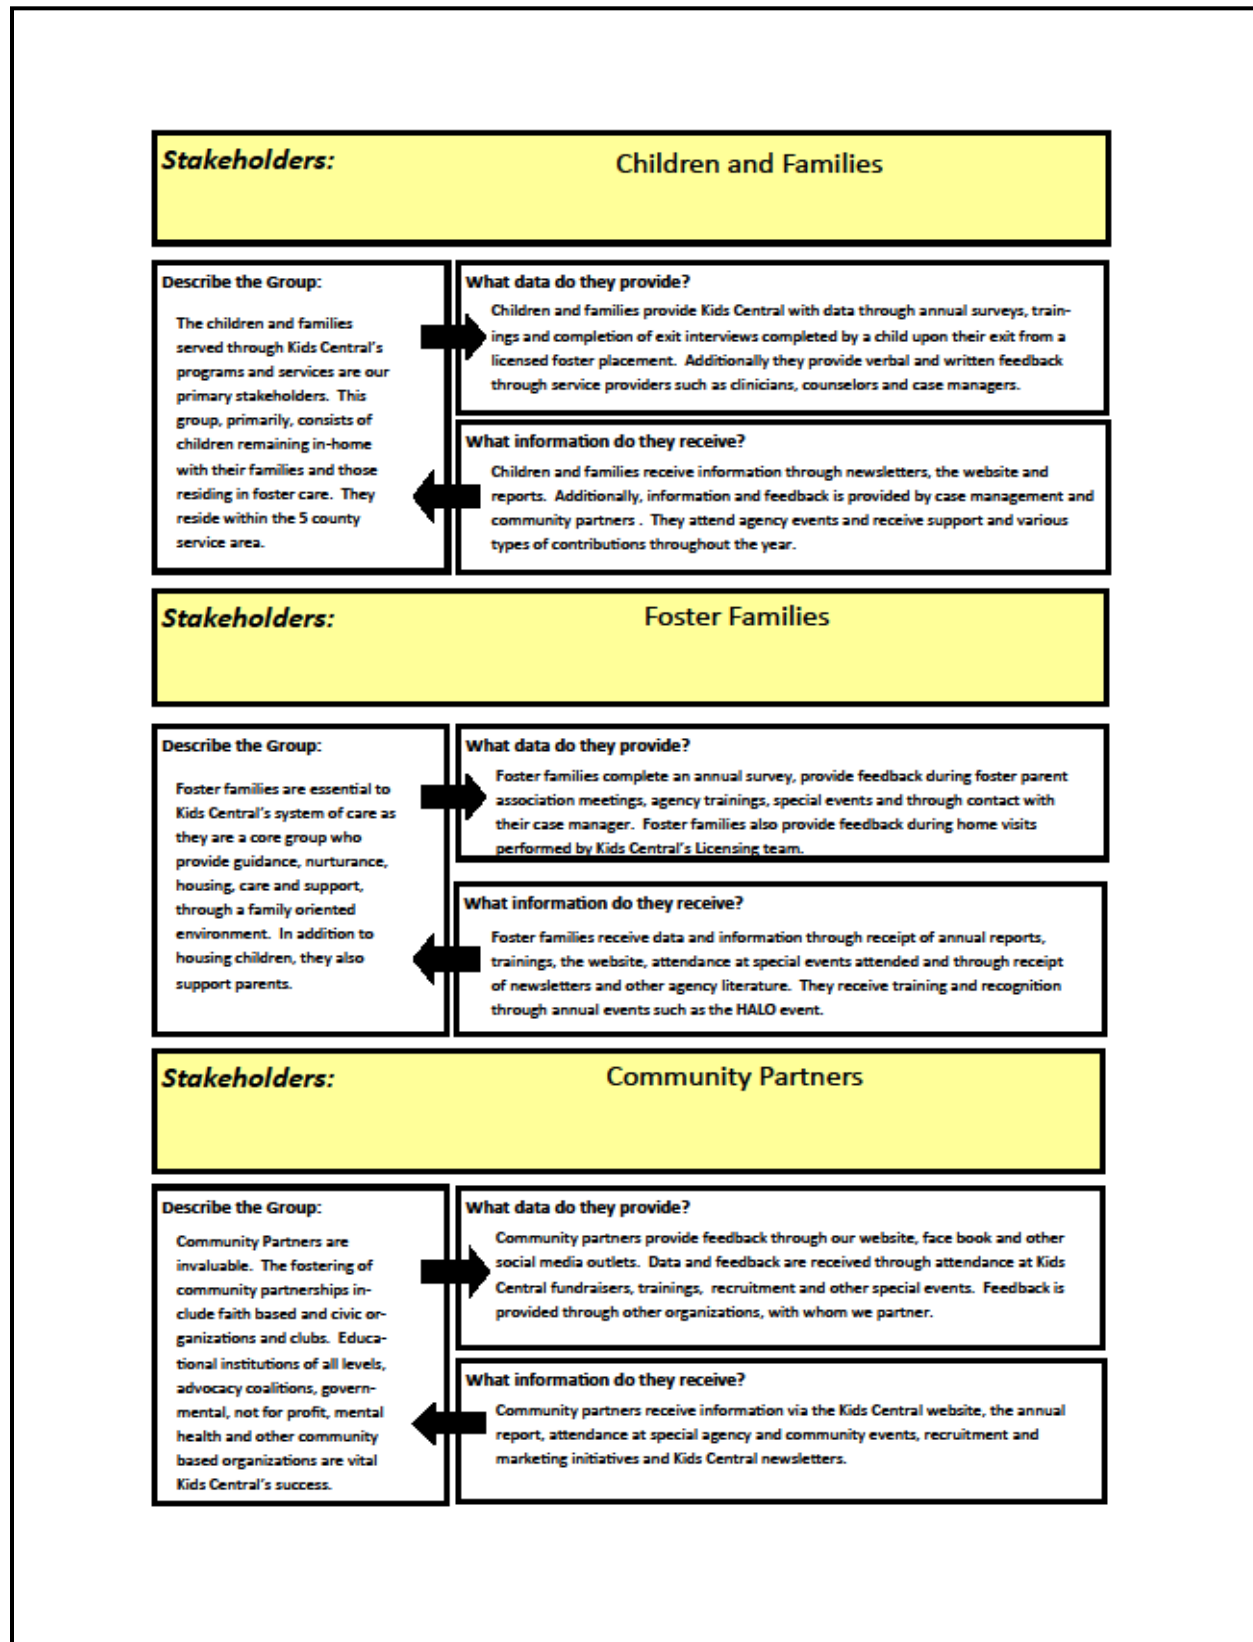 Stakeholders:
Children and Families
Describe the Group:
The children and families
served through Kids Central's
programs and services are our
primary stakeholders. This
group, primarily, consists of
children remaining in-home
with their families and those
residing in foster care. They
reside within the 5 county
service area.
What data do they provide?
Children and families provide Kids Central with data through annual surveys, train-
ings and completion of exit interviews completed by a child upon their exit from a
licensed foster placement. Additionally they provide verbal and written feedback
through service providers such as clinicians, counselors and case managers.
What information do they receive?
Children and families receive information through newsletters, the website and
reports. Additionally, information and feedback is provided by case management and
community partners . They attend agency events and receive support and various
types of contributions throughout the year.
Stakeholders:
Foster Families
Describe the Group:
Foster families are essential to
Kids Central's system of care as
they are a core group who
provide guidance, nurturance,
housing, care and support,
through a family oriented
environment. In addition to
housing children, they also
support parents.
What data do they provide?
Foster families complete an annual survey, provide feedback during foster parent
association meetings, agency trainings, special events and through contact with
their case manager. Foster families also provide feedback during home visits
performed by Kids Central's Licensing team.
What information do they receive?
Foster families receive data and information through receipt of annual reports,
trainings, the website, attendance at special events attended and through receipt
of newsletters and other agency literature. They receive training and recognition
through annual events such as the HALO event.
Stakeholders:
Community Partners
Describe the Group:
Community Partners are
invaluable. The fostering of
community partnerships in-
clude faith based and civic or-
ganizations and clubs. Educa-
tional institutions of all levels,
advocacy coalitions, govern-
mental, not for profit, mental
health and other community
based organizations are vital
Kids Central's success.
What data do they provide?
Community partners provide feedback through our website, face book and other
social media outlets. Data and feedback are received through attendance at Kids
Central fundraisers, trainings, recruitment and other special events. Feedback is
provided through other organizations, with whom we partner.
What information do they receive?
Community partners receive information via the Kids Central website, the annual
report, attendance at special agency and community events, recruitment and
marketing initiatives and Kids Central newsletters.